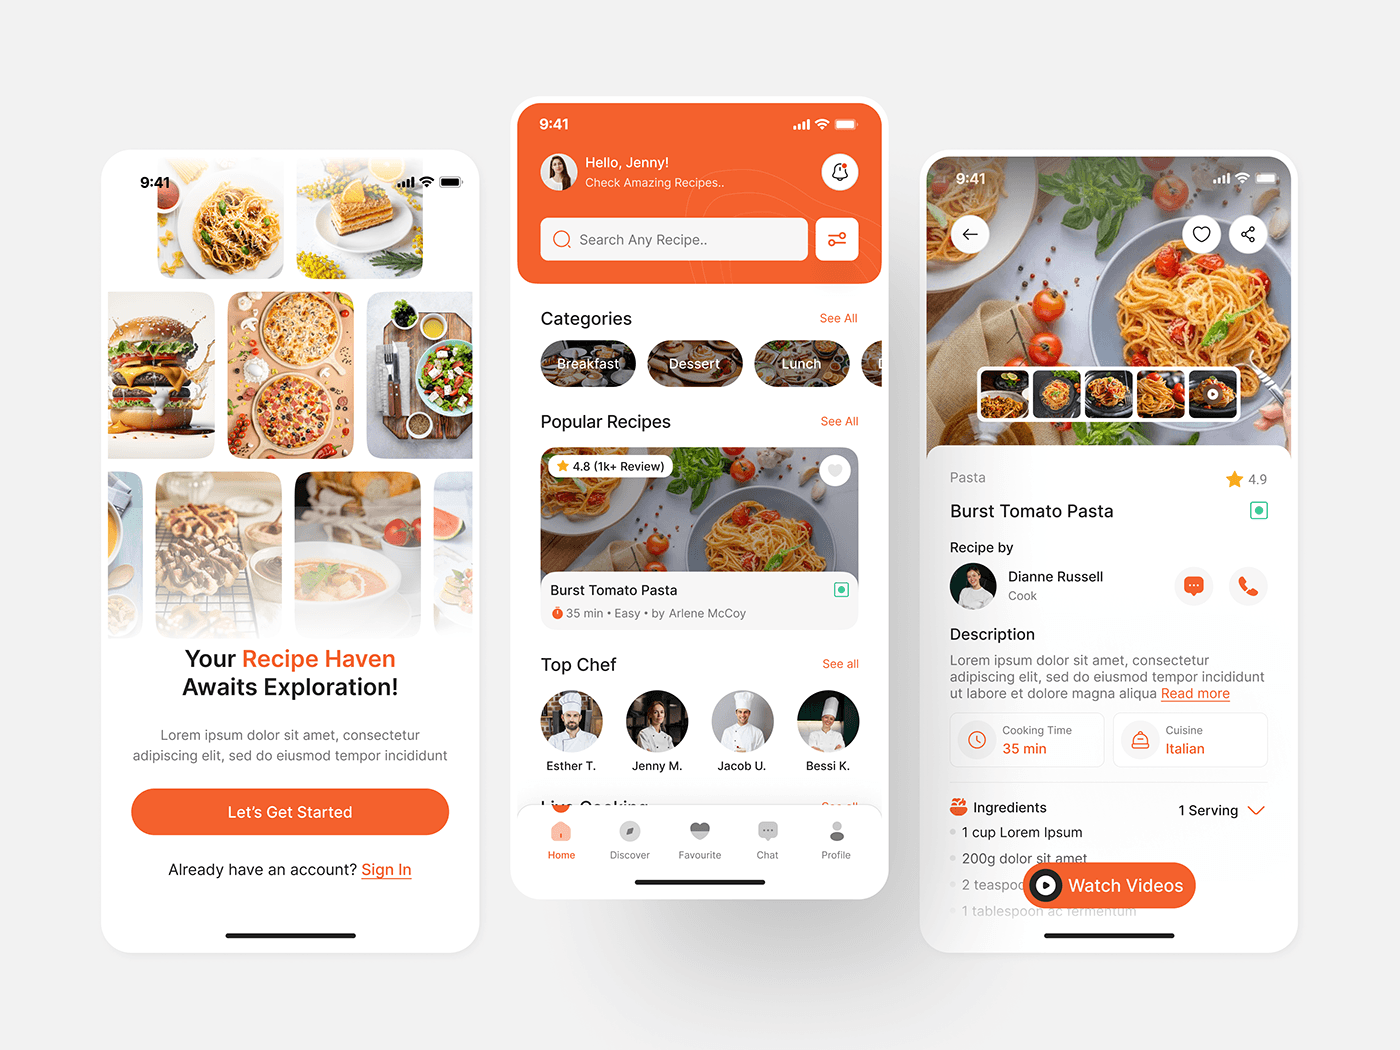 9:41
Your Recipe Haven
Awaits Exploration!
Lorem ipsum dolor sit amet, consectetur
adipiscing elit, sed do eiusmod tempor incididunt
Let's Get Started
Already have an account? Sign In
9:41
Hello, Jenny!
Check Amazing Recipes..
Search Any Recipe..
Categories
See All
Breakfast
Dessert
Lunch
Popular Recipes
See All
4.8 (1k+ Review)
Burst Tomato Pasta
35 min • Easy • by Arlene McCoy
Top Chef
See all
Esther T.
Jenny M.
Jacob U.
Bessi K.
Live Cooking
See all
Home
Discover
Favourite
Chat
Profile
9:41
Pasta
4.9
Burst Tomato Pasta
Recipe by
Dianne Russell
Cook
Description
Lorem ipsum dolor sit amet, consectetur
adipiscing elit, sed do eiusmod tempor incididunt
ut labore et dolore magna aliqua Read more
Cooking Time
35 min
Cuisine
Italian
Ingredients
1 Serving
1 cup Lorem Ipsum
200g dolor sit amet
2 teaspoo
Watch Videos
1 tablespoon ac fermentum